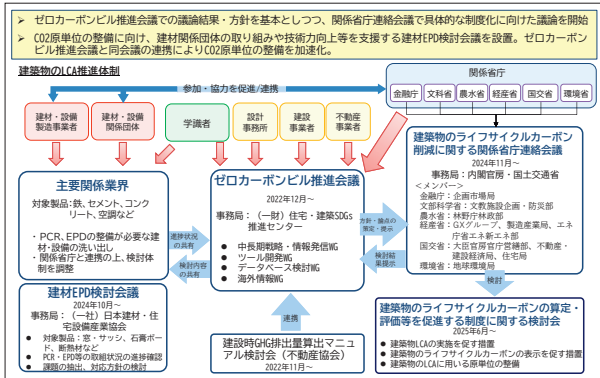 ➢ ゼロカーボンビル推進会議での議論結果・方針を基本としつつ、関係省庁連絡会議で具体的な制度化に向けた議論を開始
➢ CO2原単位の整備に向け、建材関係団体の取り組みや技術力向上等を支援する建材EPD検討会議を設置。ゼロカーボン
ビル推進会議と同会議の連携によりCO2原単位の整備を加速化。
建築物のLCA推進体制
参加・協力を促進/連携
関係省庁
金融庁
文科省
農水省
経産省
国交省
環境省
建材・設備
製造事業者
建材・設備
関係団体
学識者
設計
事務所
建設
事業者
不動産
事業者
主要関係業界
対象製品：鉄、セメント、コンク
リート、空調など
・PCR、EPDの整備が必要な建
材・設備の洗い出し
・関係省庁と連携の上、検討体
制を調整
進捗状況
の共有
検討内容
の共有
建材EPD検討会議
2024年10月～
事務局：（一社）日本建材・住
宅設備産業協会
● 対象製品：窓・サッシ、石膏ボー
ド、断熱材など
● PCR・EPD等の取組状況の進捗確認
● 課題の抽出、対応方針の検討
ゼロカーボンビル推進会議
2022年12月～
事務局：（一財）住宅・建築SDGs
推進センター
● 中長期戦略・情報発信WG
● ツール開発WG
● データベース検討WG
● 海外情報WG
連携
建設時GHG排出量算出マニュ
アル検討会（不動産協会）
2022年11月～
方針・論点の
策定・提示
検討結
果提示
建築物のライフサイクルカーボン
削減に関する関係省庁連絡会議
2024年11月～
事務局：内閣官房・国土交通省
＜メンバー＞
金融庁：企画市場局
文部科学省：文教施設企画・防災部
農水省：林野庁林政部
経産省：GXグループ、製造産業局、エネ
庁省エネ新エネ部
国交省：大臣官房官庁営繕部、不動産・
建設経済局、住宅局
環境省：地球環境局
検討
建築物のライフサイクルカーボンの算定・
評価等を促進する制度に関する検討会
2025年6月～
● 建築物LCAの実施を促す措置
● 建築物のライフサイクルカーボンの表示を促す措置
● 建築物のLCAに用いる原単位の整備